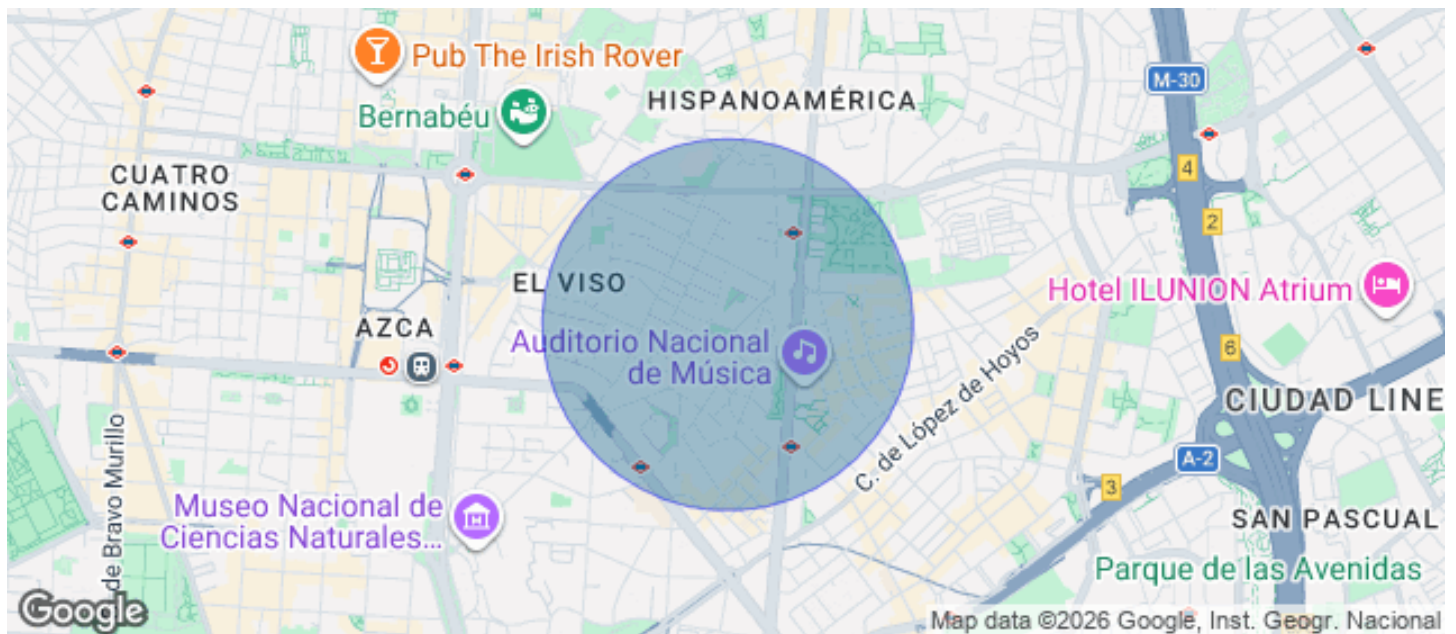 Pub The Irish Rover
HISPANOAMÉRICA
M-30
Bernabéu
CUATRO
CAMINOS
4
2
EL VISO
Hotel ILUNION Atrium
AZCA
Auditorio Nacional
de Música
6
CIUDAD LINE
C. de López de Hoyos
de Bravo Murillo
A-2
3
Museo Nacional de
Ciencias Naturales...
SAN PASCUAL
Parque de las Avenidas
Google
Map data ©2026 Google, Inst. Geogr. Nacional